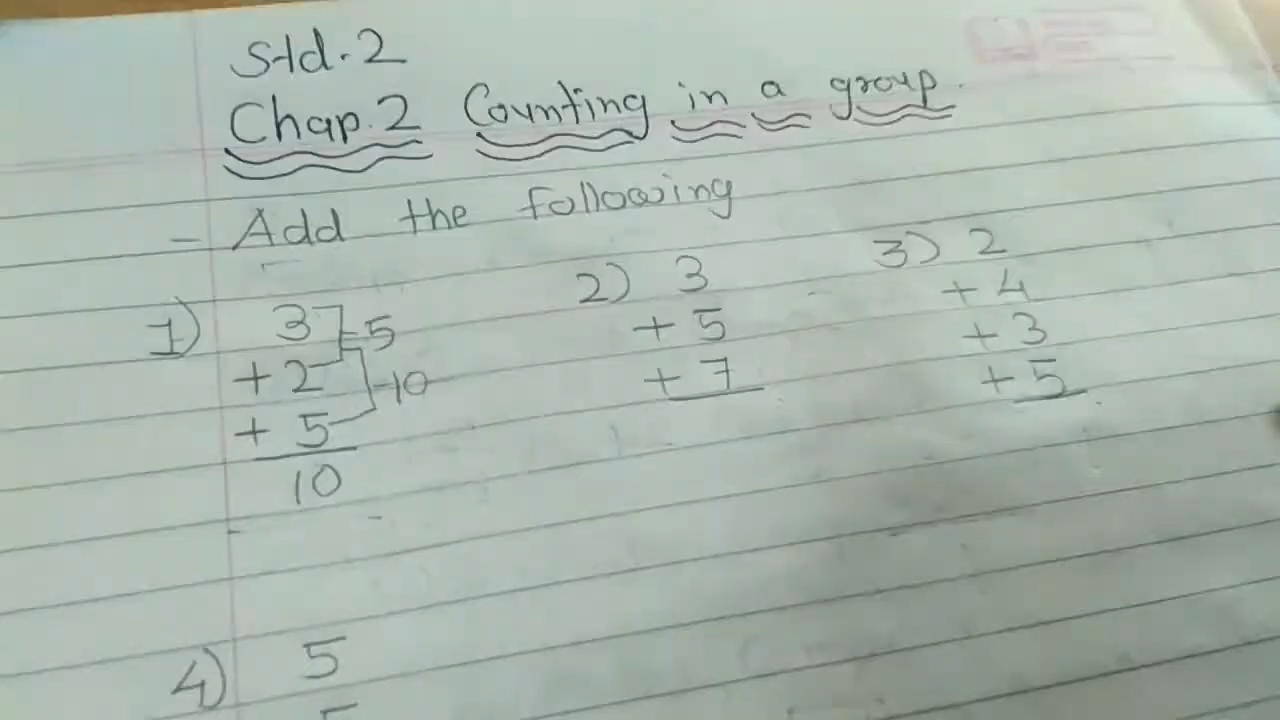 Std. 2
Chap. 2 Counting in a group.
- Add the following
1) 3 ]-5
+ 2 ]-10
+ 5
10
2) 3
+ 5
+ 7
3) 2
+ 4
+ 3
+ 5
4) 5